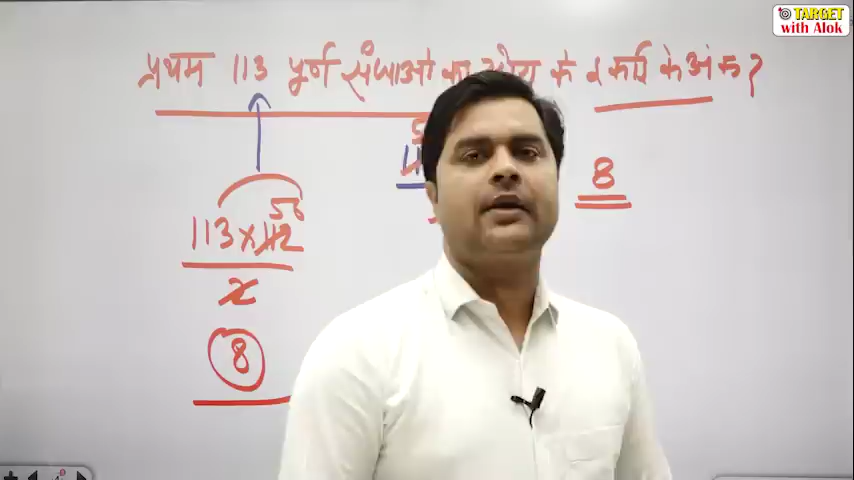 TARGET
with Alok
प्रथम 113 पूर्ण संख्याओं का योग के इकाई के अंक ?
8
56
113 × 112
2
8